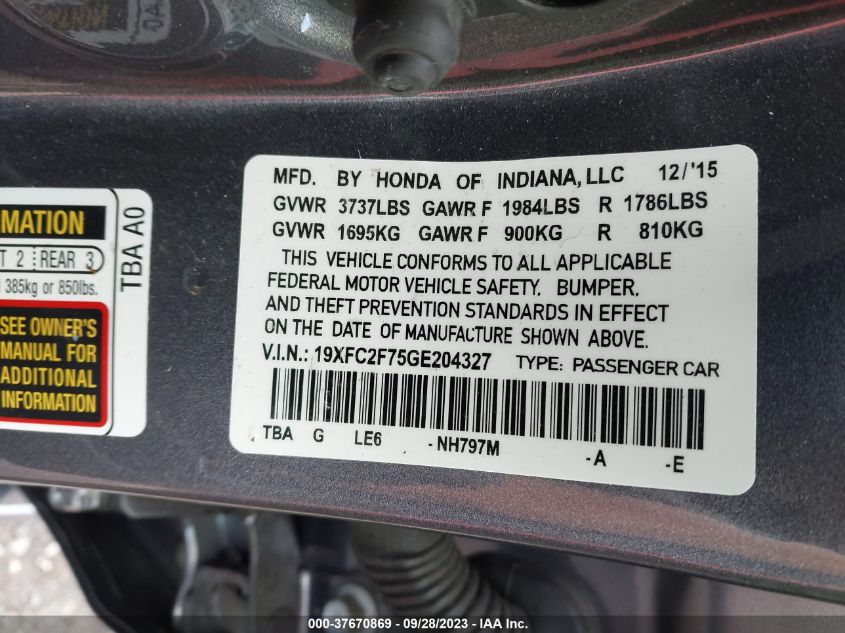 0A
MFD. BY HONDA OF INDIANA, LLC 12/'15
GVWR 3737LBS GAWR F 1984LBS R 1786LBS
GVWR 1695KG GAWR F 900KG R 810KG
THIS VEHICLE CONFORMS TO ALL APPLICABLE
FEDERAL MOTOR VEHICLE SAFETY, BUMPER,
AND THEFT PREVENTION STANDARDS IN EFFECT
ON THE DATE OF MANUFACTURE SHOWN ABOVE.
V.I.N.: 19XFC2F75GE204327 TYPE: PASSENGER CAR
TBA G LE6 -NH797M -A -E
MATION
T 2 REAR 3
385kg or 850lbs.
SEE OWNER'S
MANUAL FOR
ADDITIONAL
INFORMATION
TBA A0
000-37670869 / 09/28/2023 / IAA Inc.